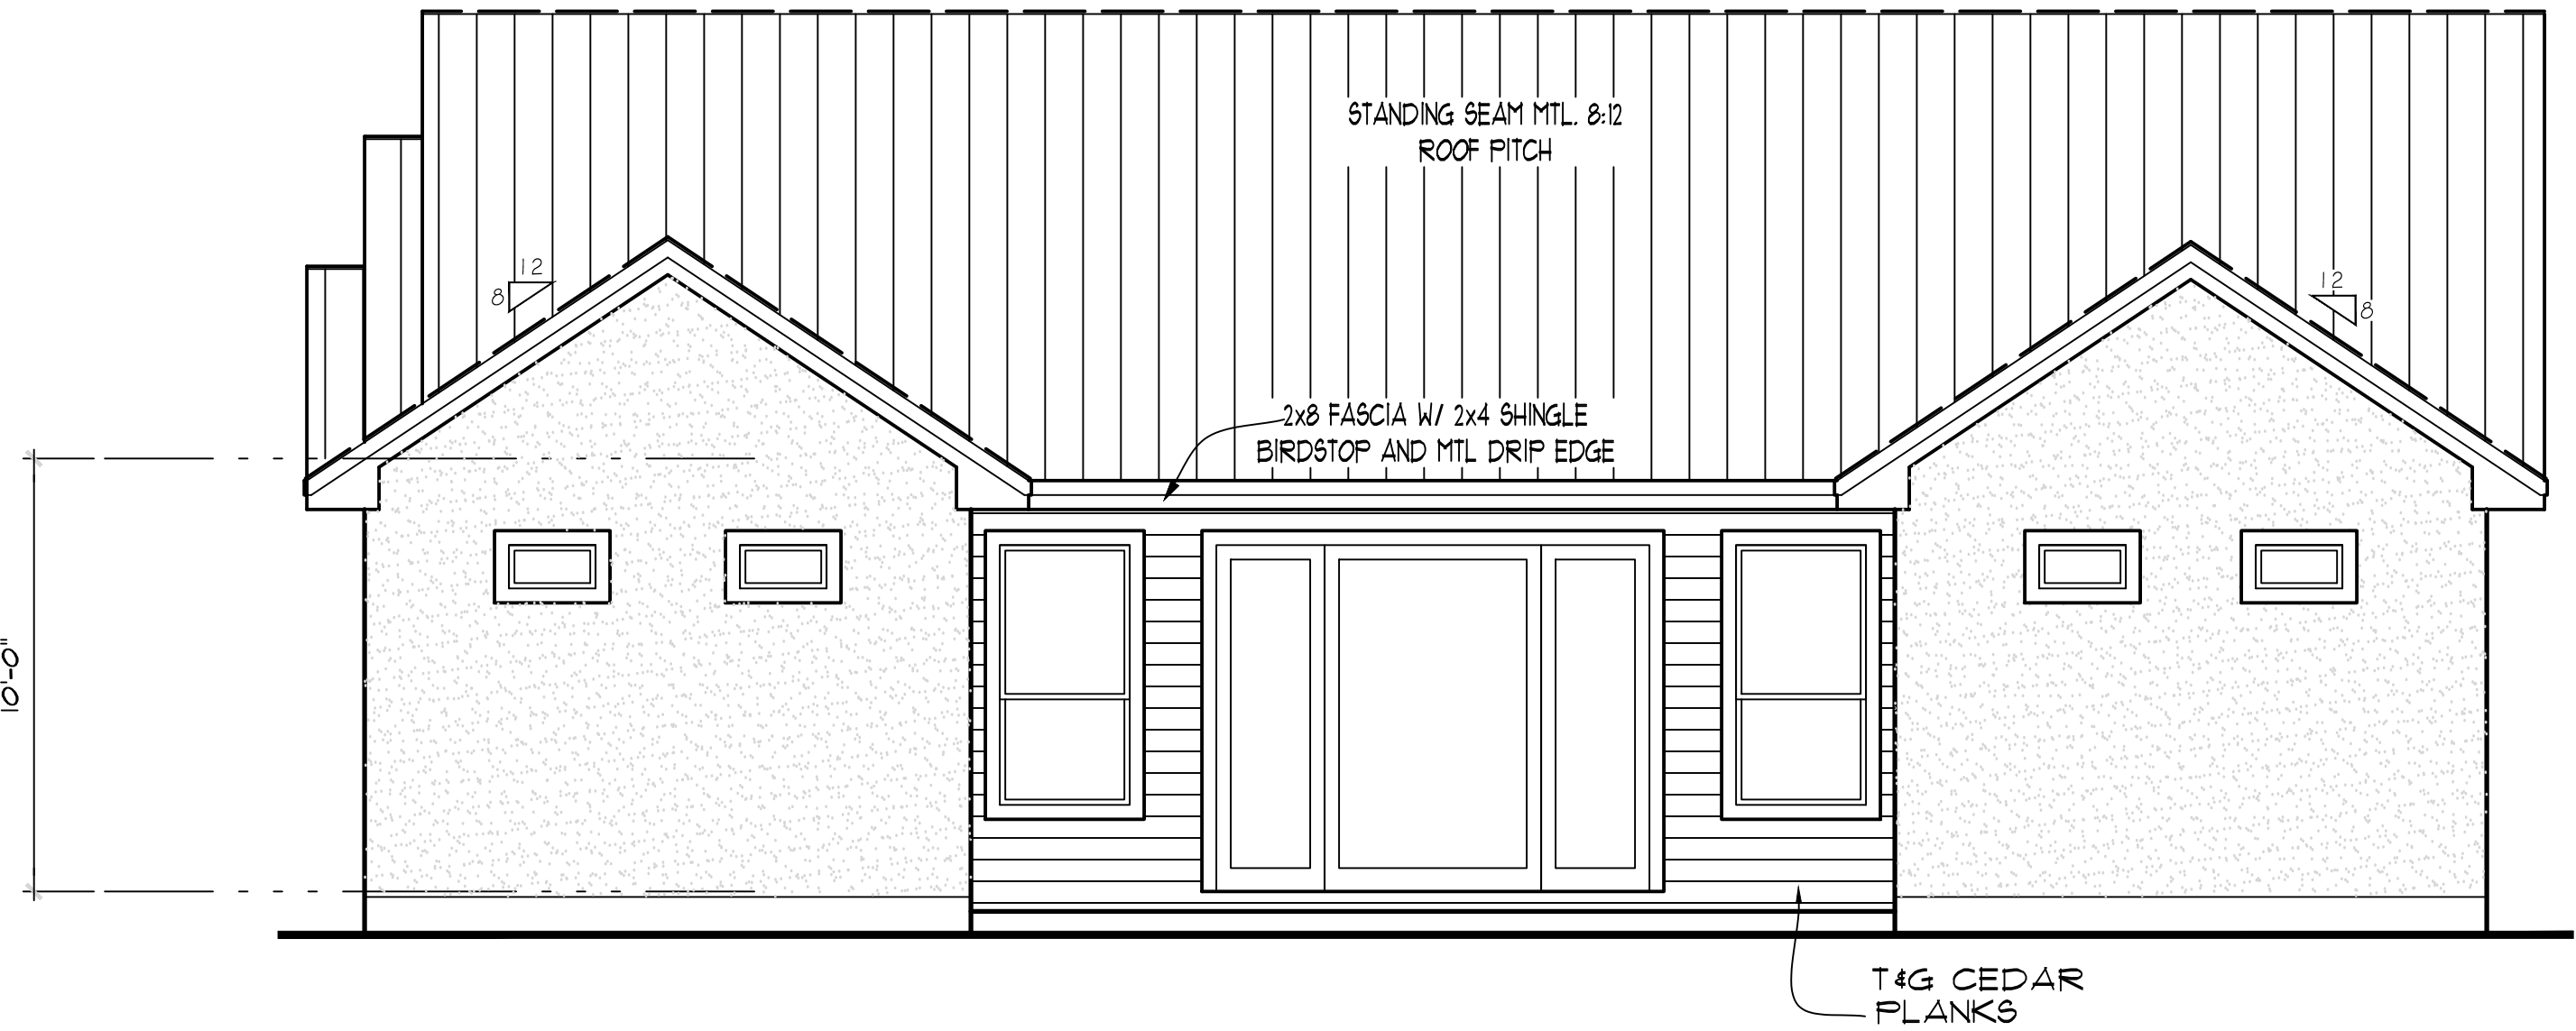 STANDING SEAM MTL. 8:12
ROOF PITCH
12
8
12
8
2x8 FASCIA W/ 2x4 SHINGLE
BIRDSTOP AND MTL DRIP EDGE
10'-0"
T&G CEDAR
PLANKS